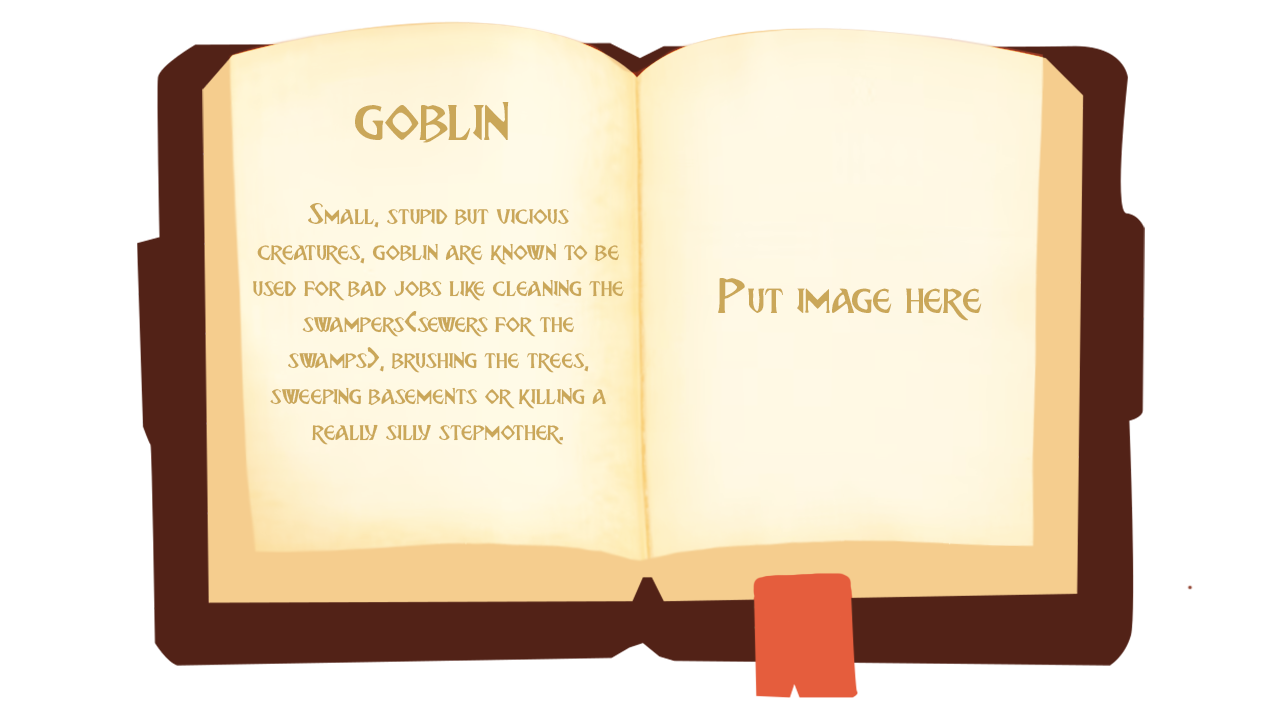 GOBLIN
Small, stupid but vicious
creatures, goblin are known to be
used for bad jobs like cleaning the
swampers(sewers for the
swamps), brushing the trees,
sweeping basements or killing a
really silly stepmother.
Put image here